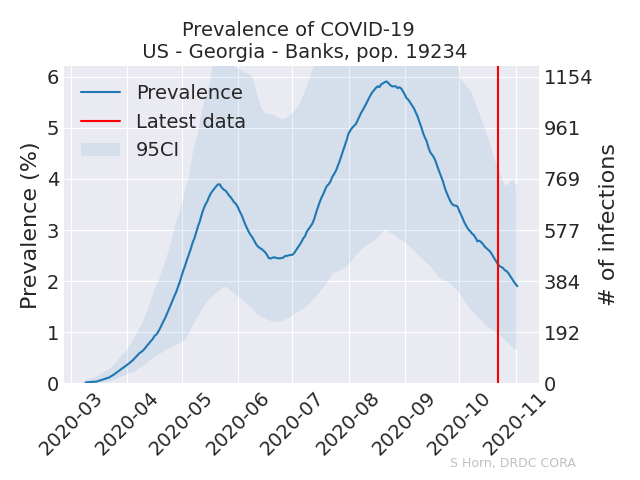 Prevalence of COVID-19
US - Georgia - Banks, pop. 19234
Prevalence
Latest data
95CI
Prevalence (%)
6
5
4
3
2
1
0
1154
961
769
577
384
192
0
# of infections
2020-03
2020-04
2020-05
2020-06
2020-07
2020-08
2020-09
2020-10
2020-11
S Horn, DRDC CORA